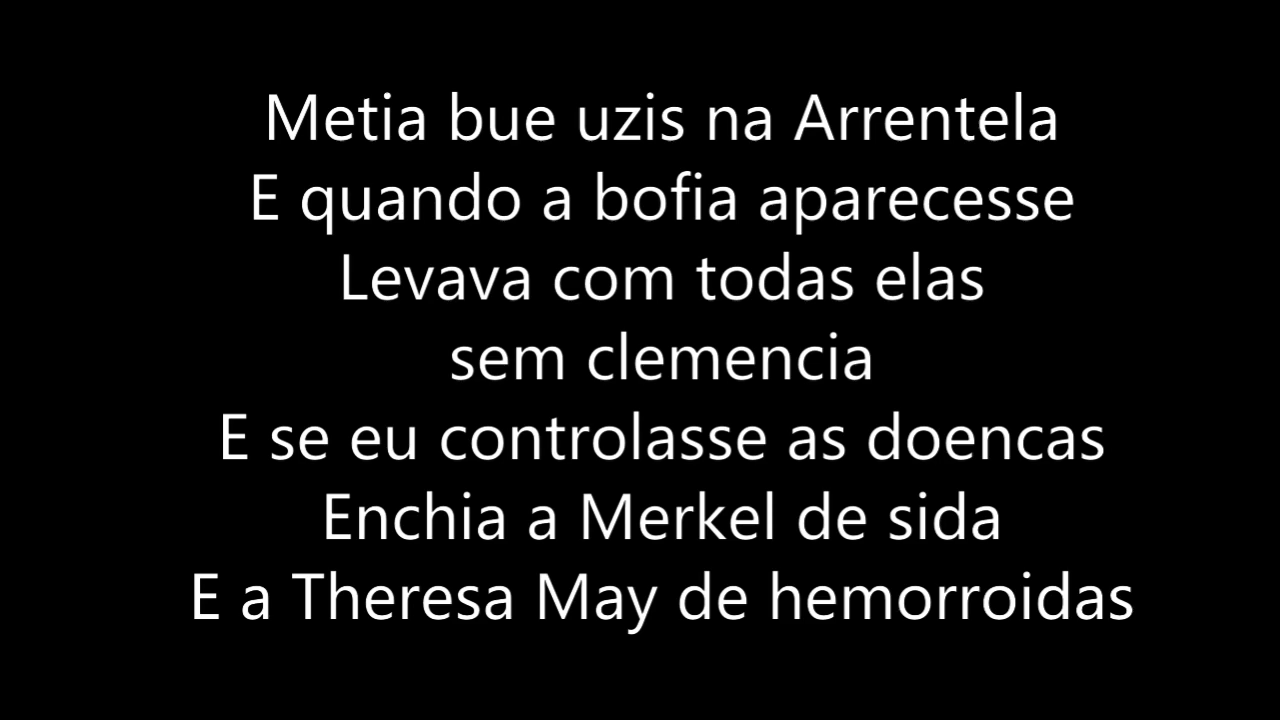 Metia bue uzis na Arrentela
E quando a bofia aparecesse
Levava com todas elas
sem clemencia
E se eu controlasse as doencas
Enchia a Merkel de sida
E a Theresa May de hemorroidas